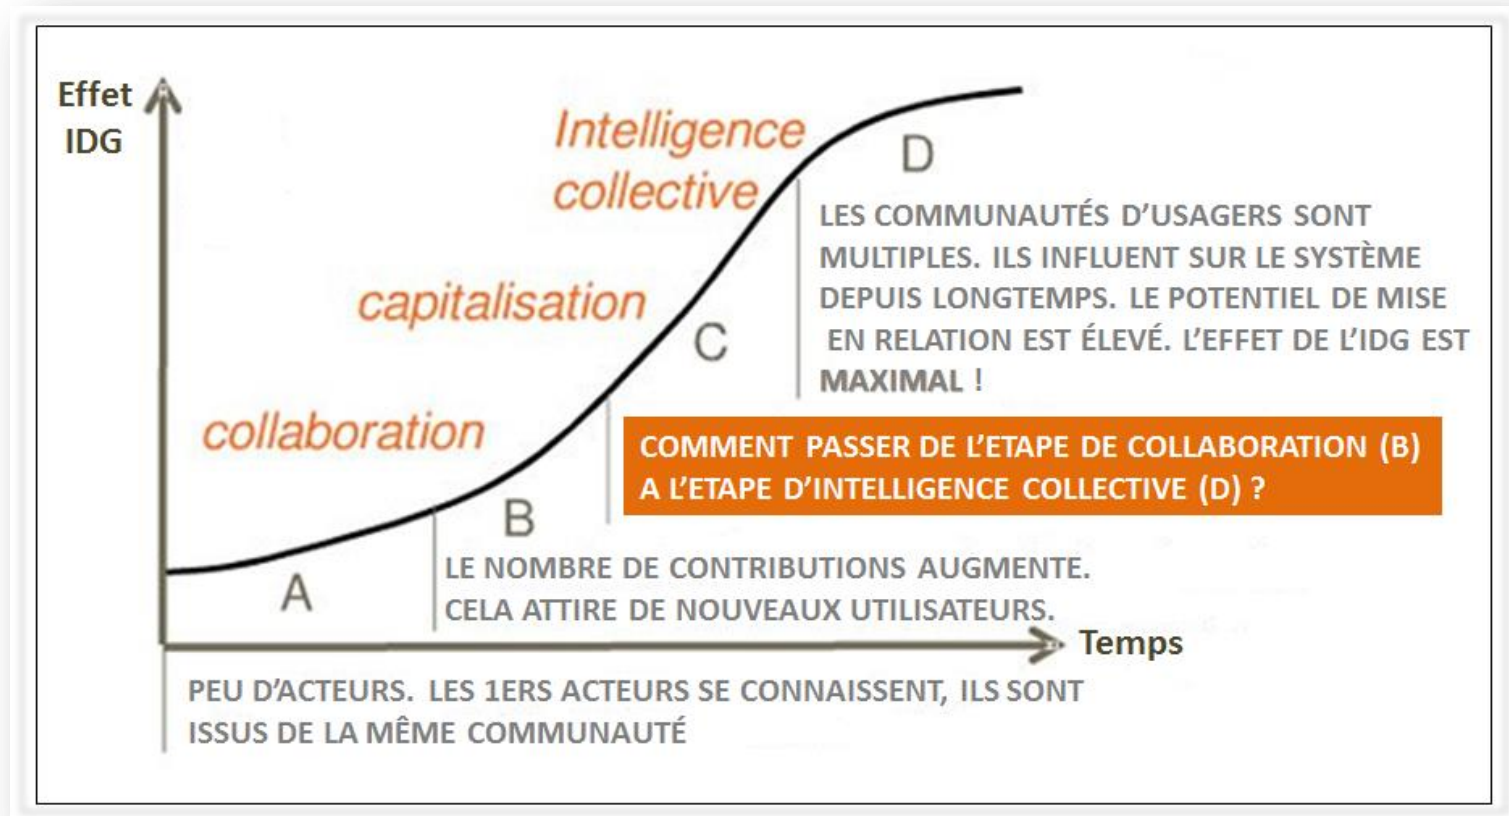 Effet
IDG
Intelligence
collective
D
LES COMMUNAUTÉS D’USAGERS SONT
MULTIPLES. ILS INFLUENT SUR LE SYSTÈME
DEPUIS LONGTEMPS. LE POTENTIEL DE MISE
EN RELATION EST ÉLEVÉ. L’EFFET DE L’IDG EST
MAXIMAL !
capitalisation
C
collaboration
COMMENT PASSER DE L’ETAPE DE COLLABORATION (B)
A L’ETAPE D’INTELLIGENCE COLLECTIVE (D) ?
B
LE NOMBRE DE CONTRIBUTIONS AUGMENTE.
CELA ATTIRE DE NOUVEAUX UTILISATEURS.
A
Temps
PEU D’ACTEURS. LES 1ERS ACTEURS SE CONNAISSENT, ILS SONT
ISSUS DE LA MÊME COMMUNAUTÉ